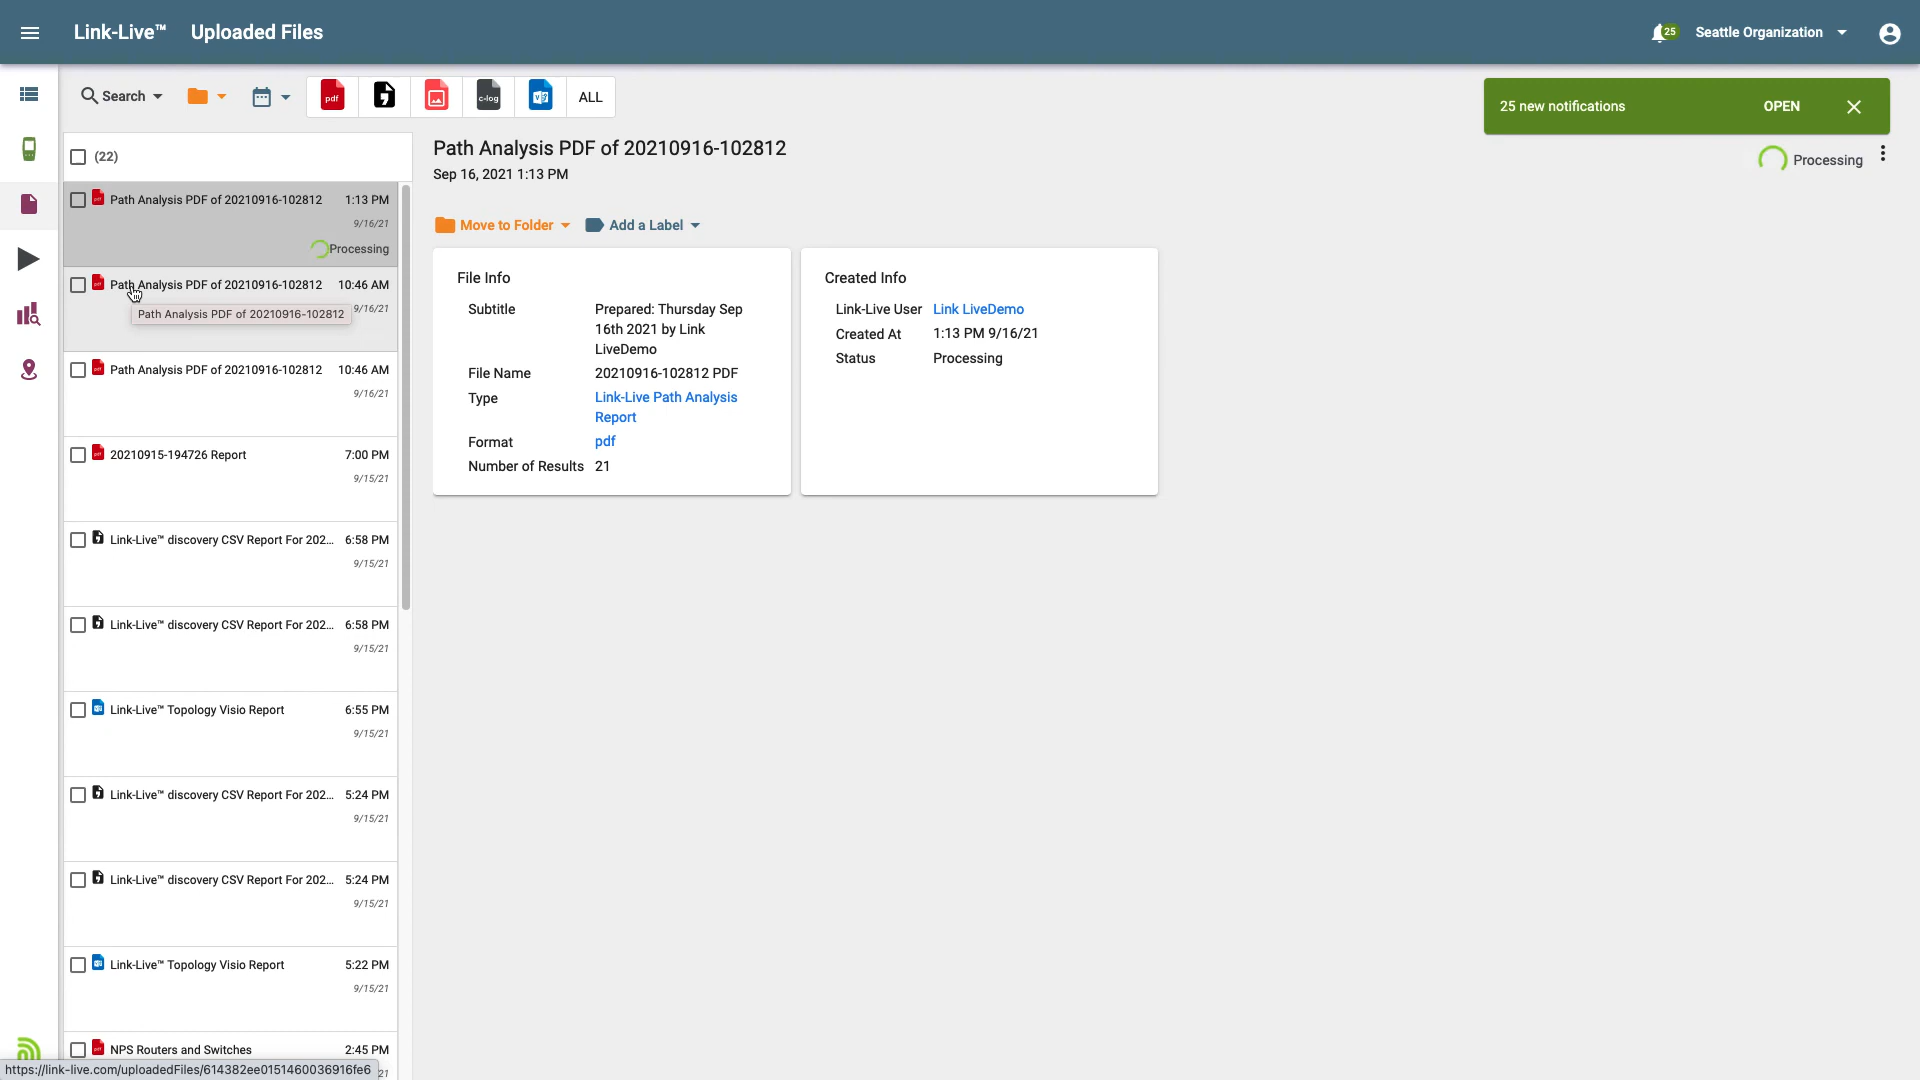 Link-Live™ Uploaded Files
25
Seattle Organization
Search
pdf
c-log
ALL
25 new notifications
OPEN
(22)
Path Analysis PDF of 20210916-102812
Sep 16, 2021 1:13 PM
Processing
Move to Folder
Add a Label
Path Analysis PDF of 20210916-102812 1:13 PM
9/16/21
Processing
Path Analysis PDF of 20210916-102812 10:46 AM
9/16/21
Path Analysis PDF of 20210916-102812
Path Analysis PDF of 20210916-102812 10:46 AM
9/16/21
20210915-194726 Report 7:00 PM
9/15/21
Link-Live™ discovery CSV Report For 202... 6:58 PM
9/15/21
Link-Live™ discovery CSV Report For 202... 6:58 PM
9/15/21
Link-Live™ Topology Visio Report 6:55 PM
9/15/21
Link-Live™ discovery CSV Report For 202... 5:24 PM
9/15/21
Link-Live™ discovery CSV Report For 202... 5:24 PM
9/15/21
Link-Live™ Topology Visio Report 5:22 PM
9/15/21
NPS Routers and Switches 2:45 PM
21
https://link-live.com/uploadedFiles/614382ee0151460036916fe6
File Info
Subtitle Prepared: Thursday Sep
16th 2021 by Link
LiveDemo
File Name 20210916-102812 PDF
Type Link-Live Path Analysis
Report
Format pdf
Number of Results 21
Created Info
Link-Live User Link LiveDemo
Created At 1:13 PM 9/16/21
Status Processing